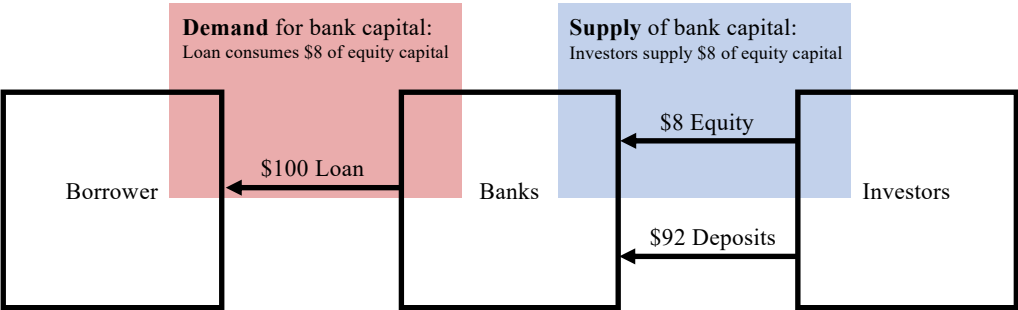 Demand for bank capital:
Loan consumes $8 of equity capital
Supply of bank capital:
Investors supply $8 of equity capital
$8 Equity
$100 Loan
Borrower
Banks
Investors
$92 Deposits